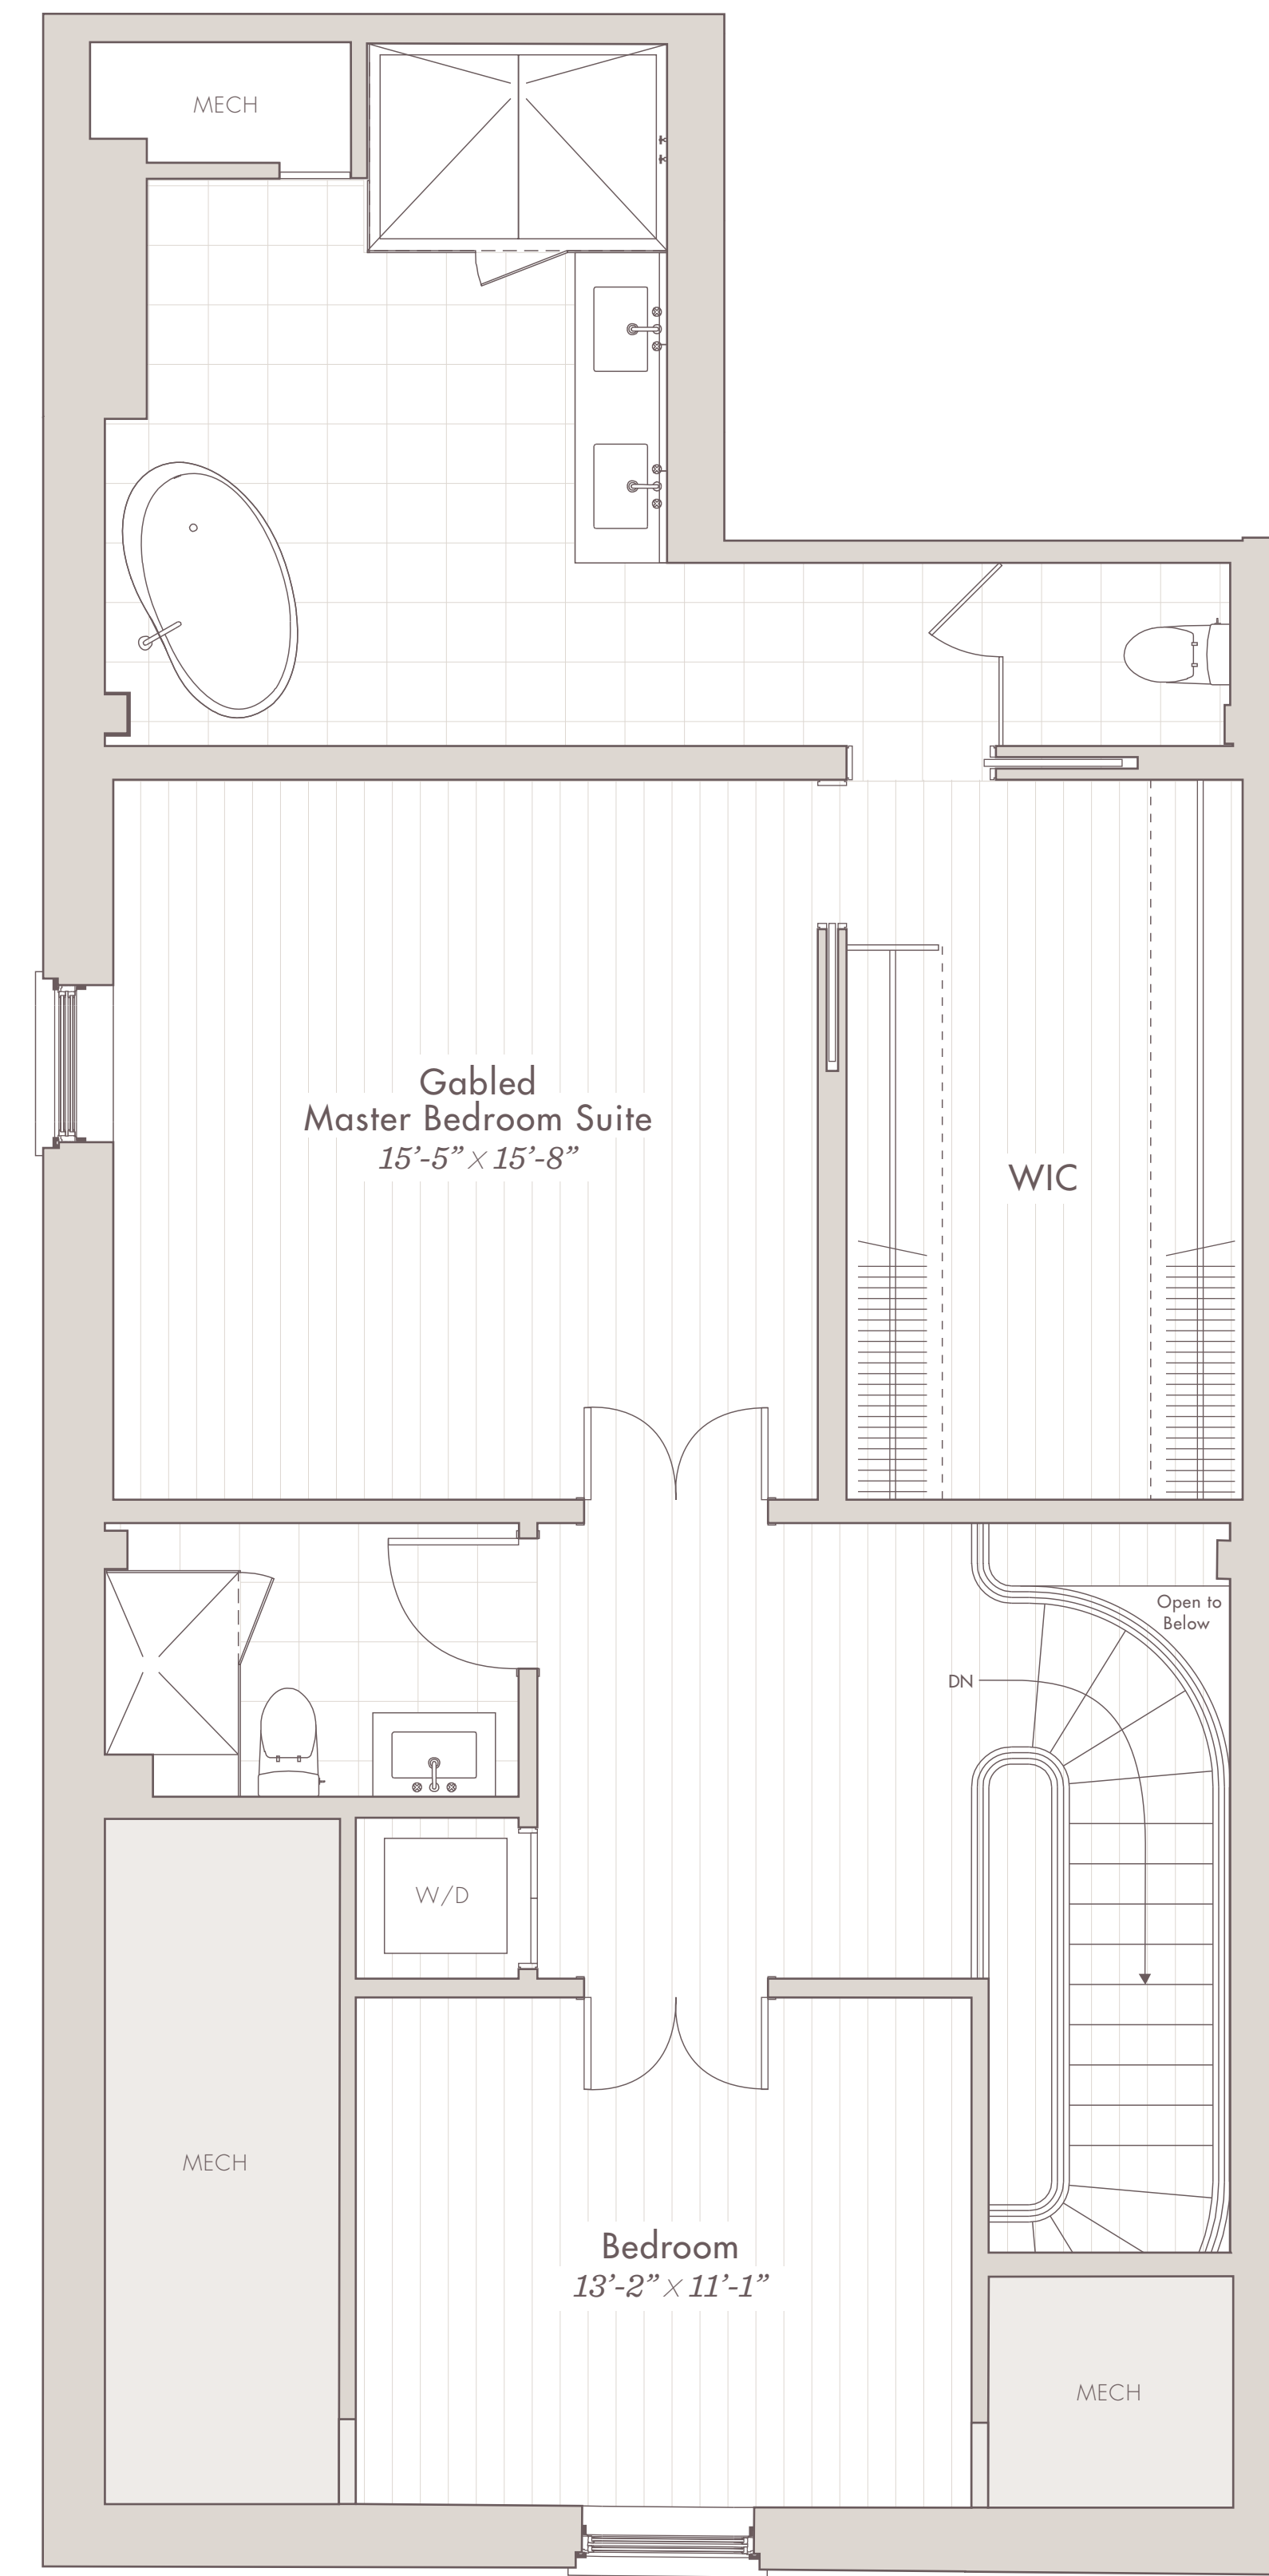 MECH
Gabled
Master Bedroom Suite
15’-5” × 15’-8”
WIC
Open to
Below
DN
W/D
MECH
Bedroom
13’-2” × 11’-1”
MECH